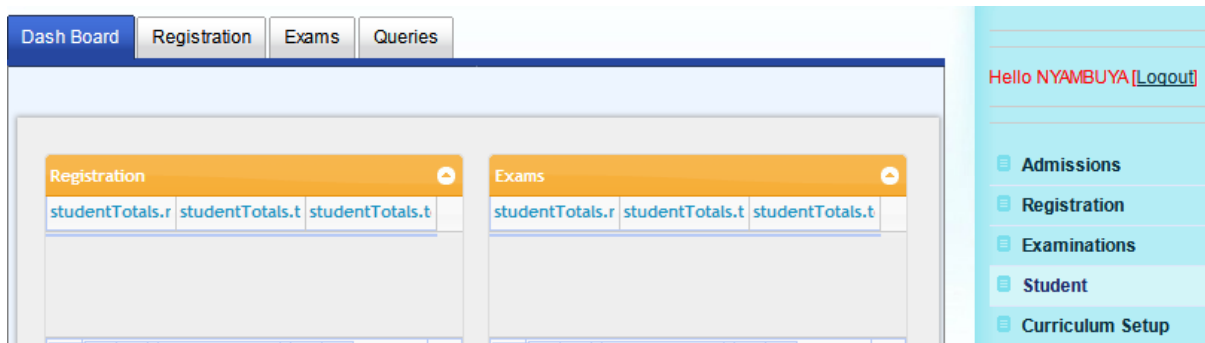 Dash Board Registration Exams Queries
Hello NYAMBUYA [Logout]
Registration
studentTotals.r studentTotals.t studentTotals.t
Exams
studentTotals.r studentTotals.t studentTotals.t
Admissions
Registration
Examinations
Student
Curriculum Setup